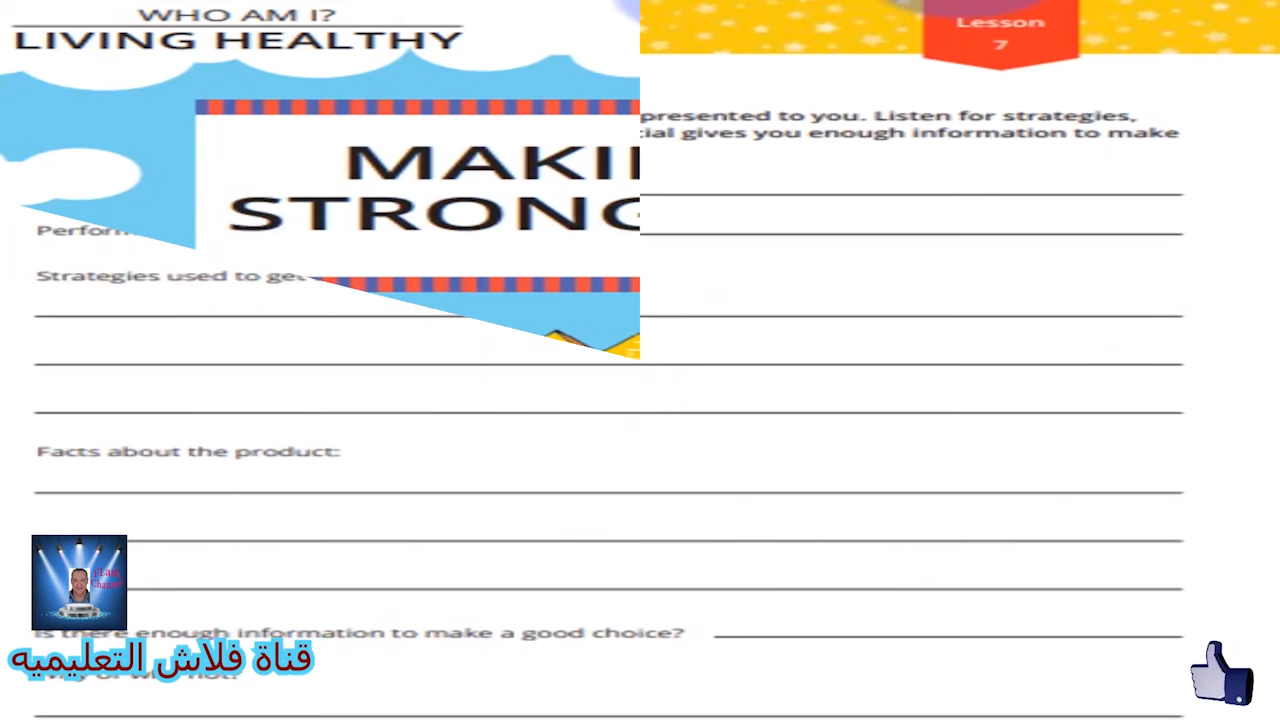 WHO AM I?
LIVING HEALTHY
Lesson
7
presented to you. Listen for strategies,
gives you enough information to make
MAKI
STRONG
Strategies used to get
Facts about the product:
Is there enough information to make a good choice?
قناة فلاش التعليميه